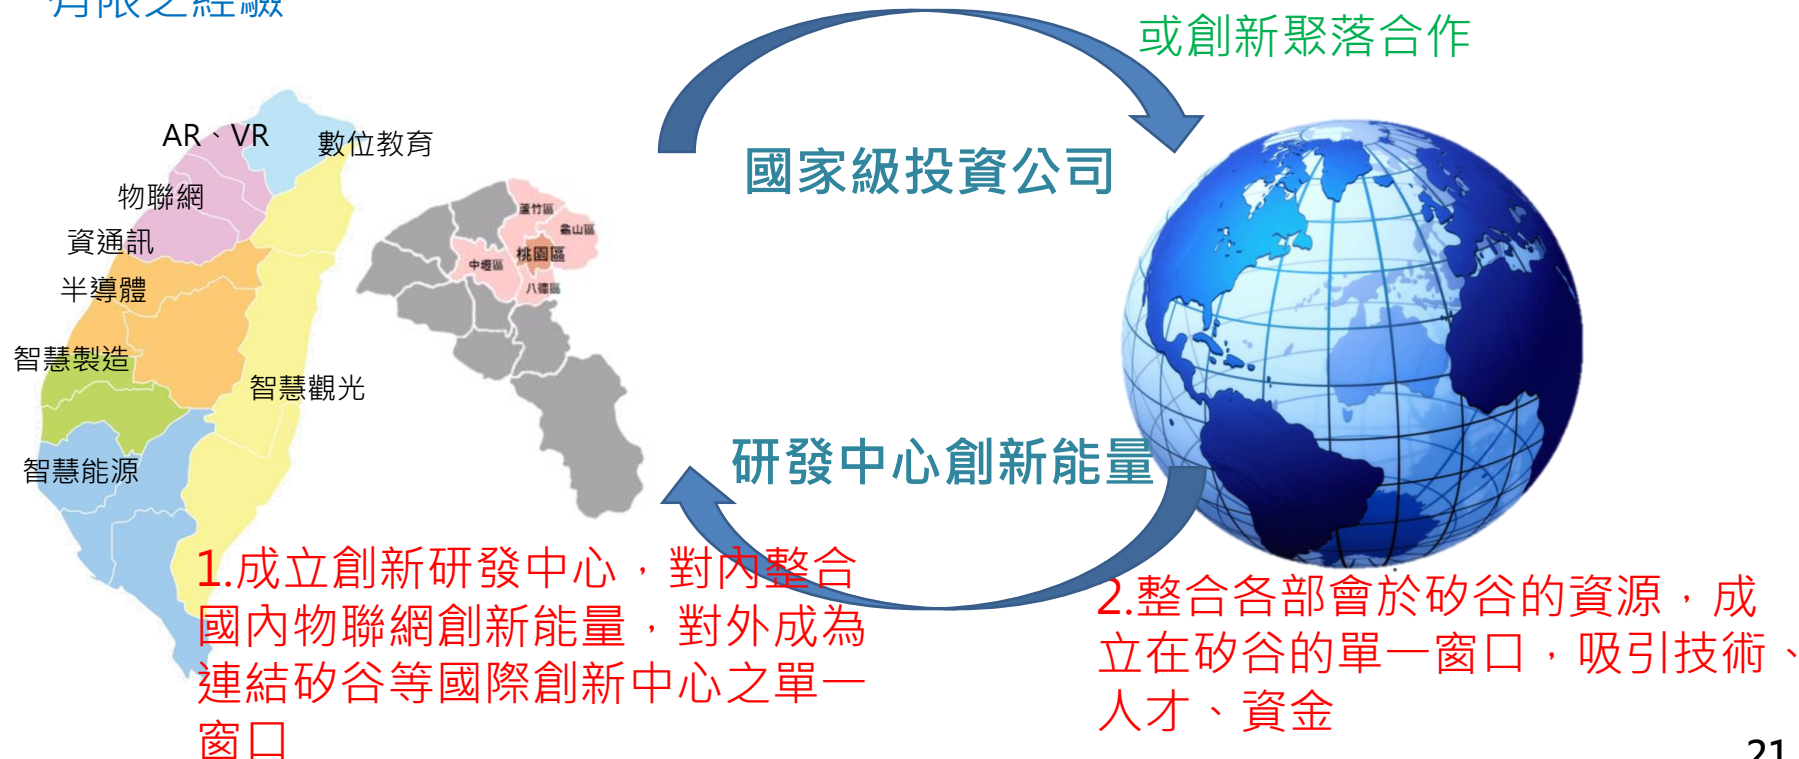 有限之經驗
或創新聚落合作
AR、VR
數位教育
物聯網
資通訊
半導體
智慧製造
智慧觀光
智慧能源
蘆竹區
龜山區
桃園區
中壢區
八德區
國家級投資公司
研發中心創新能量
1.成立創新研發中心，對內整合
國內物聯網創新能量，對外成為
連結矽谷等國際創新中心之單一
窗口
2.整合各部會於矽谷的資源，成
立在矽谷的單一窗口，吸引技術、
人才、資金
21